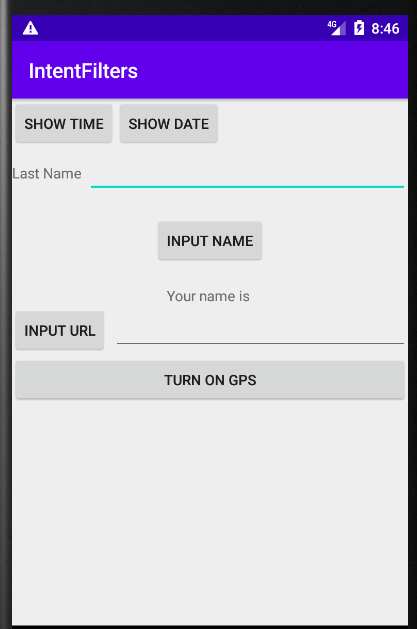 4G 8:46
IntentFilters
SHOW TIME SHOW DATE
Last Name
INPUT NAME
Your name is
INPUT URL
TURN ON GPS